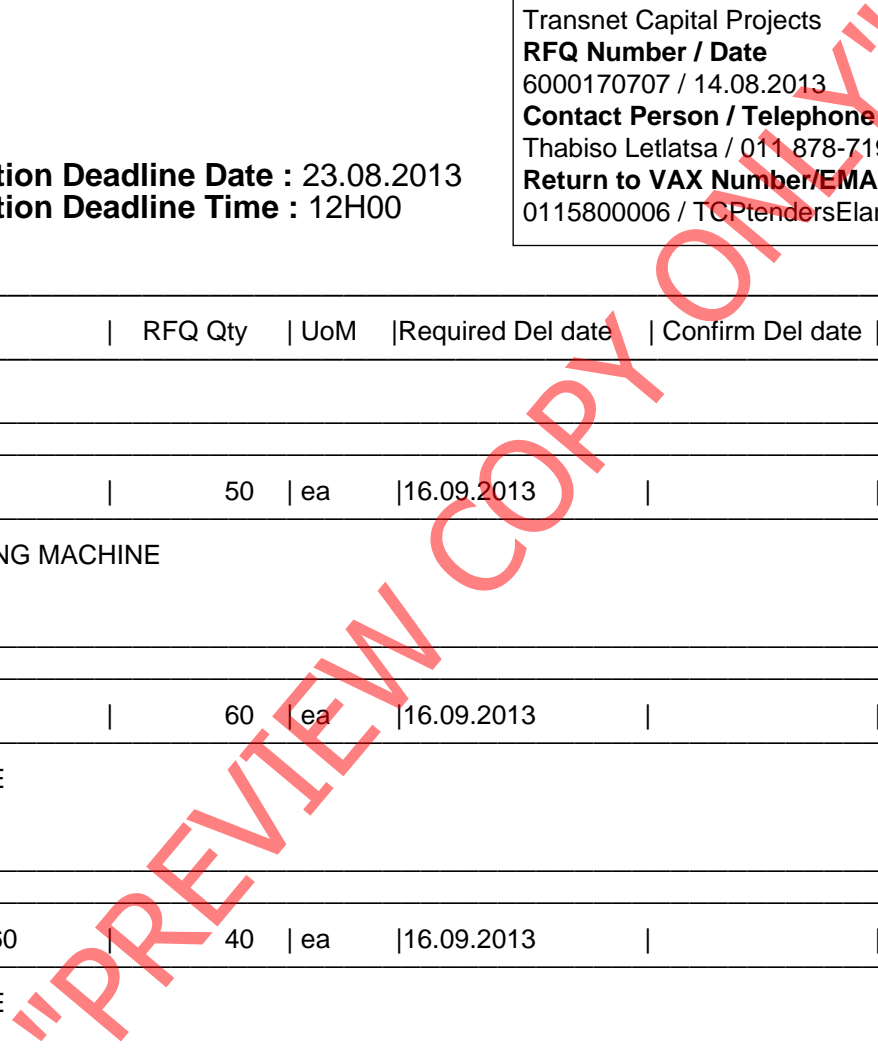 Transnet Capital Projects
RFQ Number / Date
6000170707 / 14.08.2013
Contact Person / Telephone
Thabiso Letlatsa / 011 878-719
Return to VAX Number/EMA
0115800006 / TCPtendersElan
tion Deadline Date : 23.08.2013
tion Deadline Time : 12H00
| RFQ Qty | UoM |Required Del date | Confirm Del date |
| 50 | ea |16.09.2013 | |
NG MACHINE
| 60 | ea |16.09.2013 | |
E
60 | 40 | ea |16.09.2013 | |
E
"PREVIEW COPY ONLY"